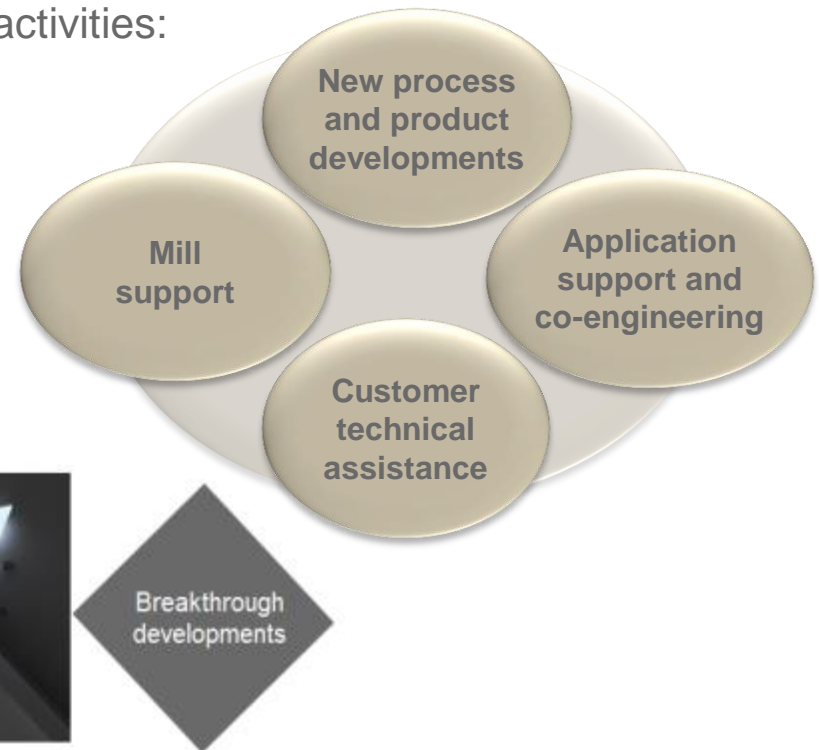 activities:
New process
and product
developments
Mill
support
Application
support and
co-engineering
Customer
technical
assistance
Breakthrough
developments